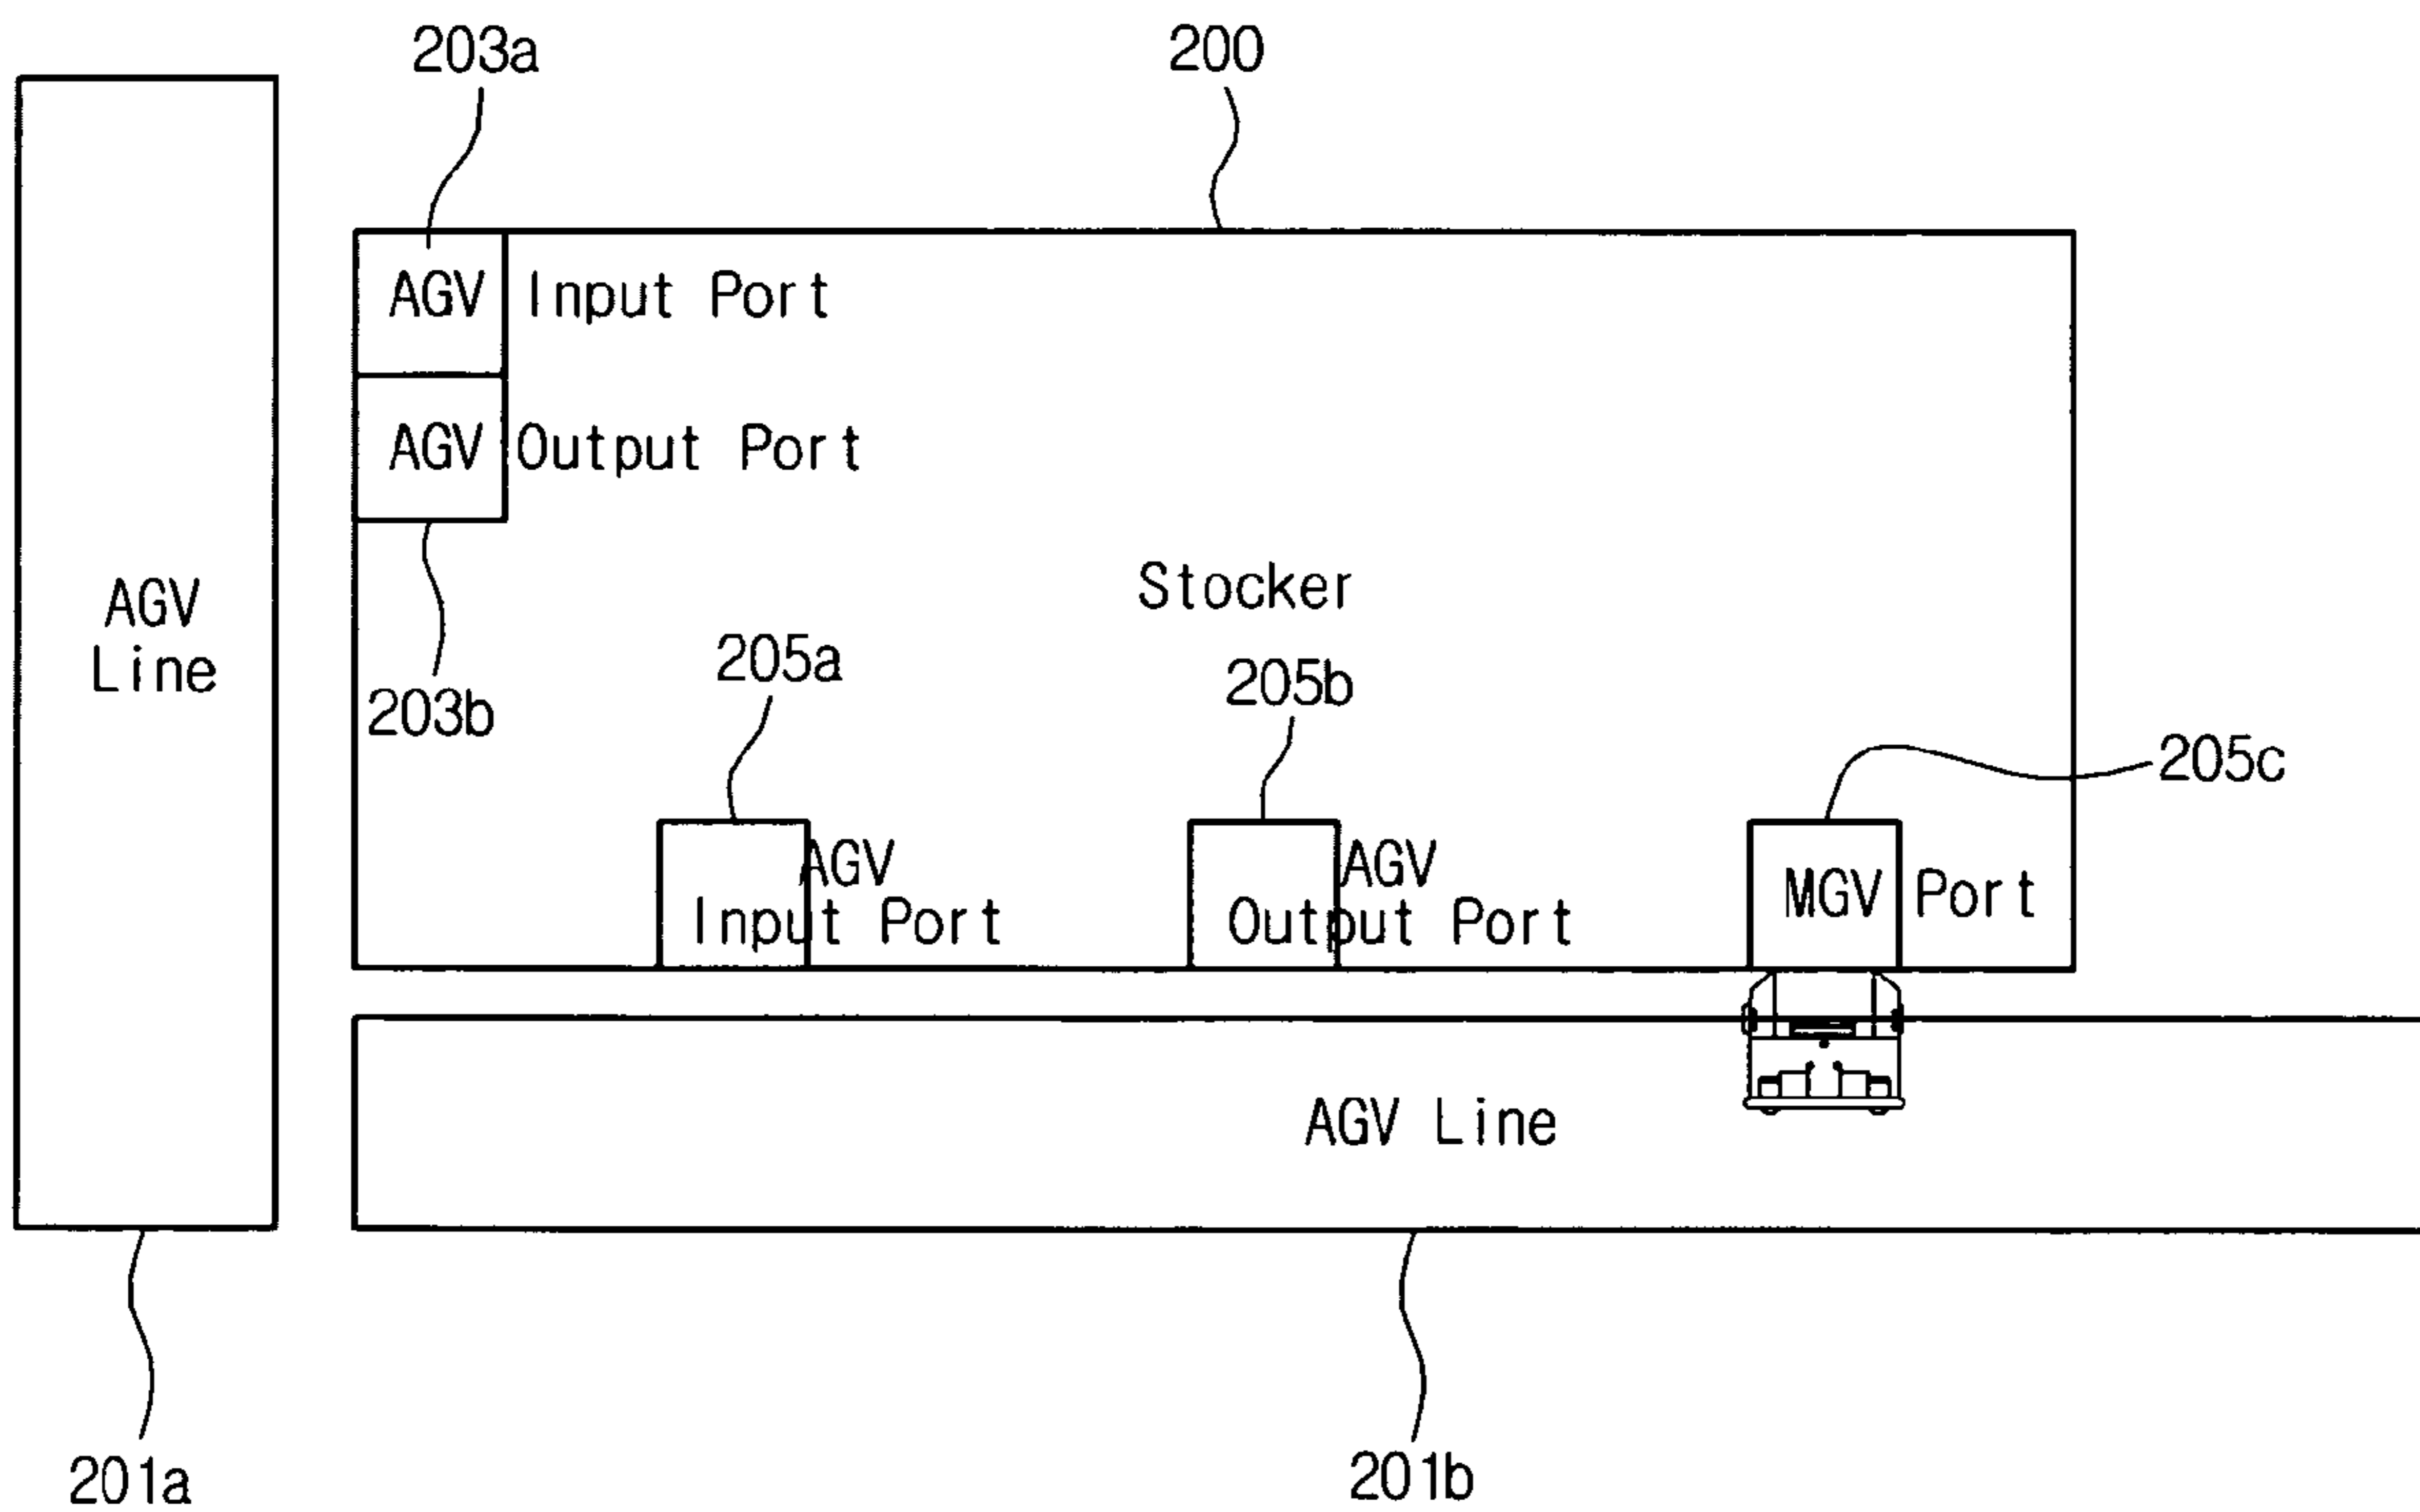 203a
200
AGV Input Port
AGV Output Port
AGV
Line
Stocker
203b
205a
205b
205c
AGV
Input Port
AGV
Output Port
MGV Port
AGV Line
201a
201b